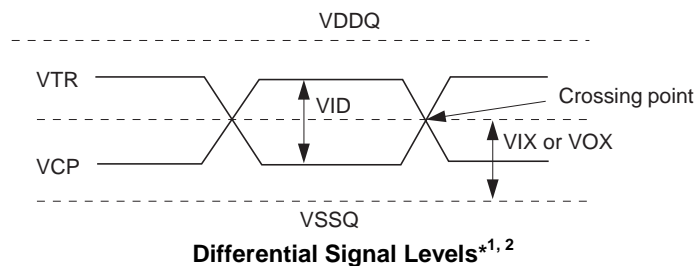 VDDQ
VTR
VID
Crossing point
VIX or VOX
VCP
VSSQ
Differential Signal Levels*1, 2